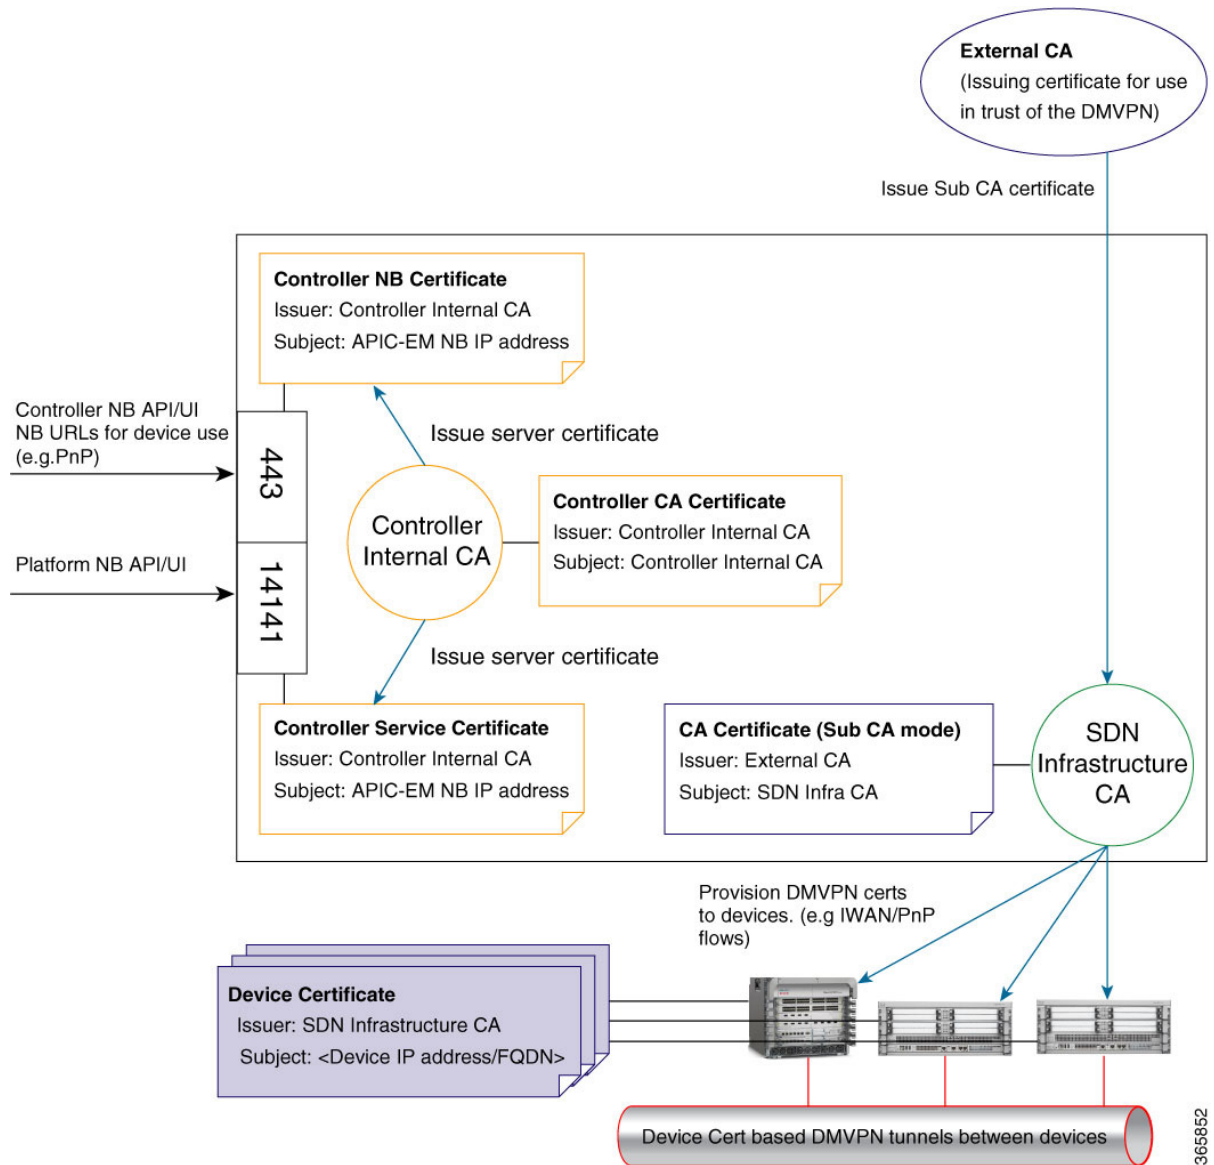 External CA
(Issuing certificate for use
in trust of the DMVPN)
Issue Sub CA certificate
Controller NB Certificate
Issuer: Controller Internal CA
Subject: APIC-EM NB IP address
Controller NB API/UI
NB URLs for device use
(e.g.PnP)
443
Issue server certificate
Controller
Internal CA
Controller CA Certificate
Issuer: Controller Internal CA
Subject: Controller Internal CA
Platform NB API/UI
14141
Issue server certificate
Controller Service Certificate
Issuer: Controller Internal CA
Subject: APIC-EM NB IP address
CA Certificate (Sub CA mode)
Issuer: External CA
Subject: SDN Infra CA
SDN
Infrastructure
CA
Provision DMVPN certs
to devices. (e.g IWAN/PnP
flows)
Device Certificate
Issuer: SDN Infrastructure CA
Subject: <Device IP address/FQDN>
Device Cert based DMVPN tunnels between devices
365852